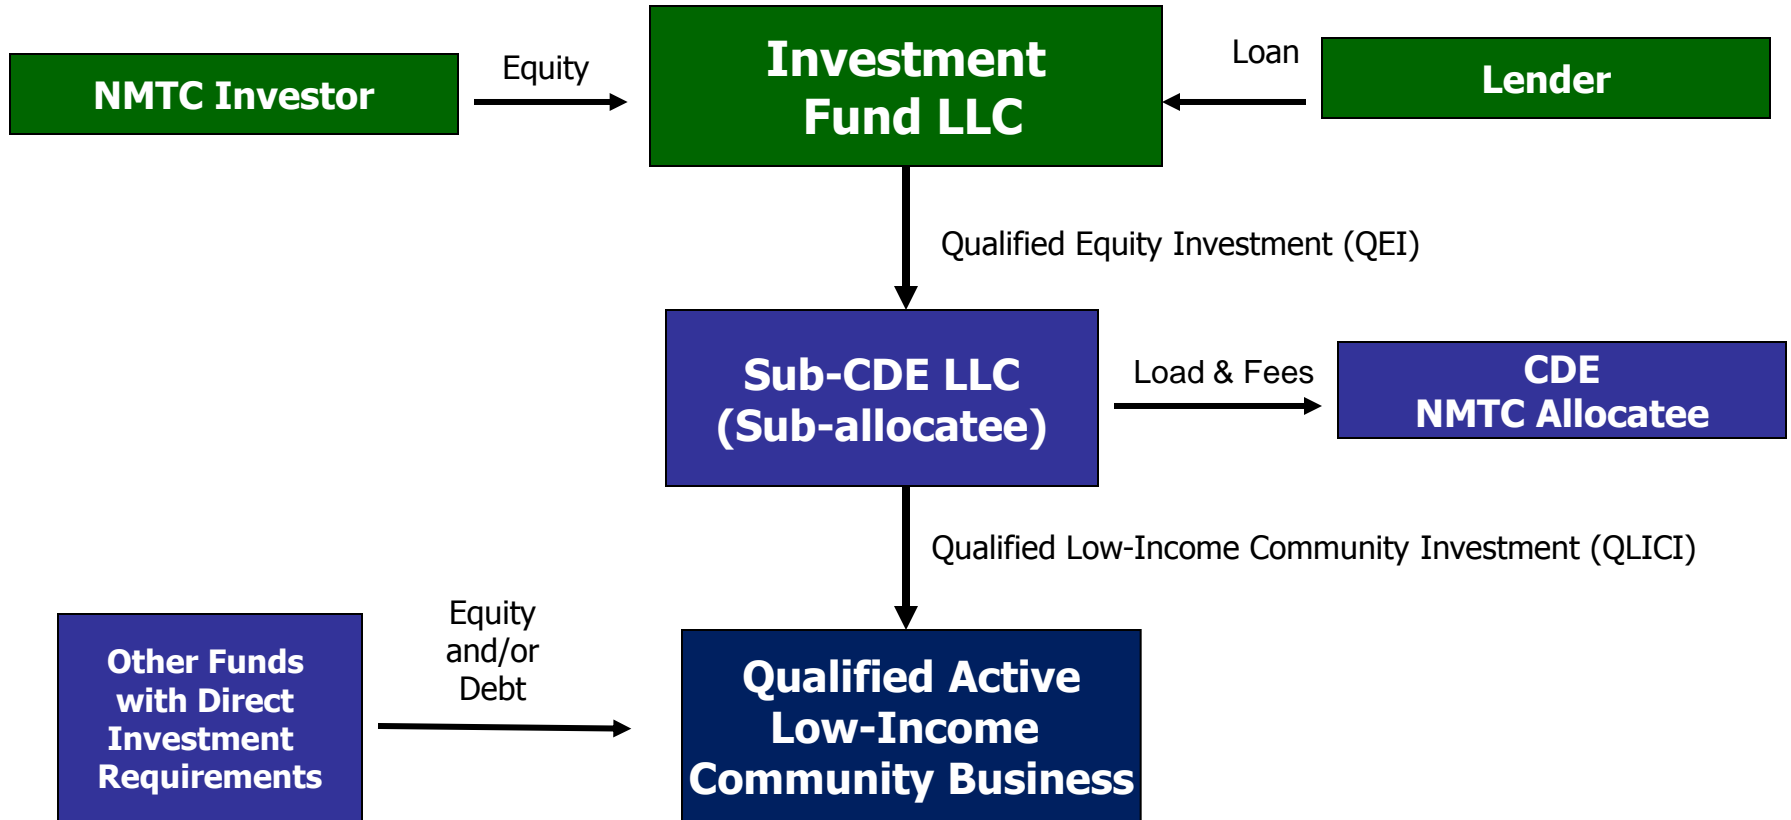 NMTC Investor
Equity
Investment
Fund LLC
Loan
Lender
Qualified Equity Investment (QEI)
Sub-CDE LLC
(Sub-allocatee)
Load & Fees
CDE
NMTC Allocatee
Qualified Low-Income Community Investment (QLICI)
Other Funds
with Direct
Investment
Requirements
Equity
and/or
Debt
Qualified Active
Low-Income
Community Business